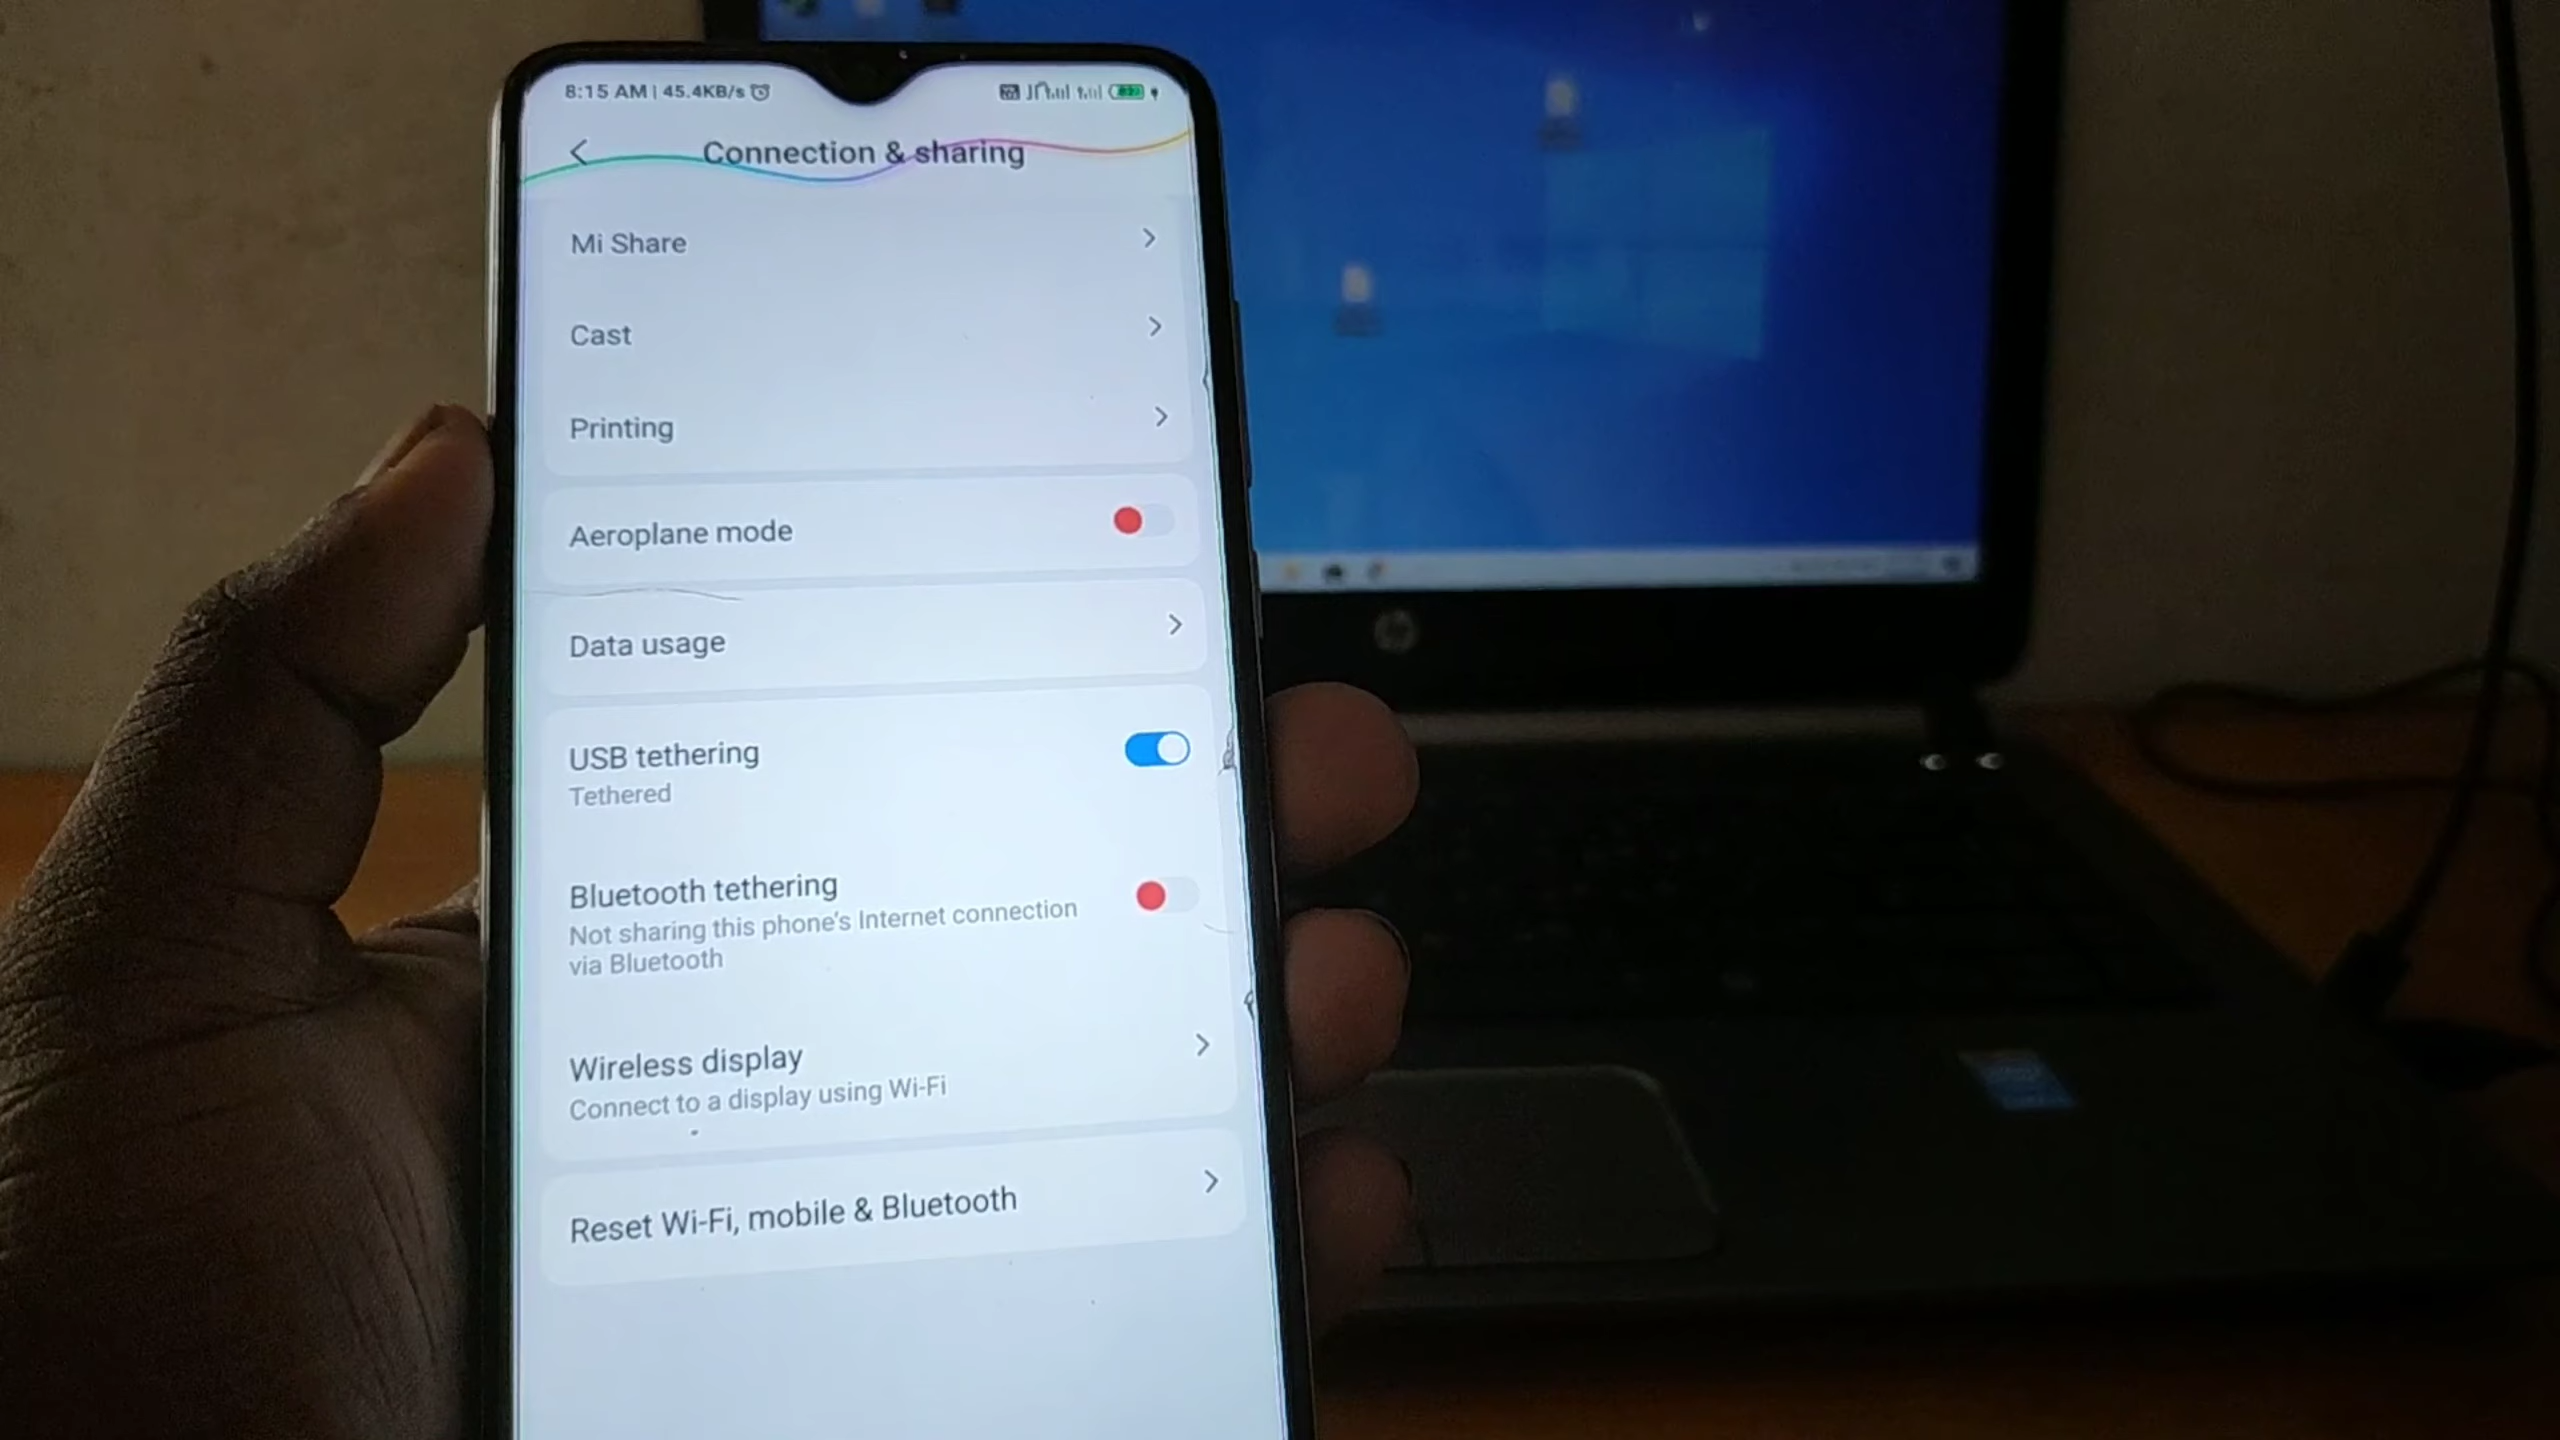 8:15 AM | 45.4KB/s
Connection & sharing
Mi Share
Cast
Printing
Aeroplane mode
Data usage
USB tethering
Tethered
Bluetooth tethering
Not sharing this phone's Internet connection
via Bluetooth
Wireless display
Connect to a display using Wi-Fi
Reset Wi-Fi, mobile & Bluetooth
hp